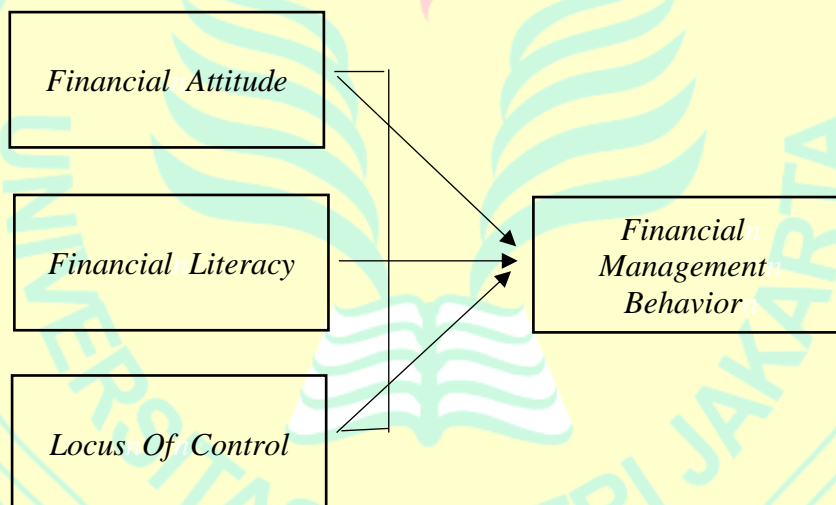 Financial Attitude
Financial Literacy
Financial
Management
Behavior
Locus Of Control